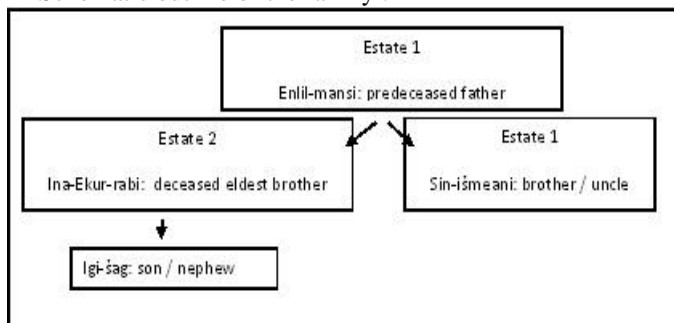 Estate 1
Enlil-mansi: predeceased father
Estate 2
Ina-Ekur-rabi: deceased eldest brother
Estate 1
Sin-išmeani: brother / uncle
Igi-šag: son / nephew